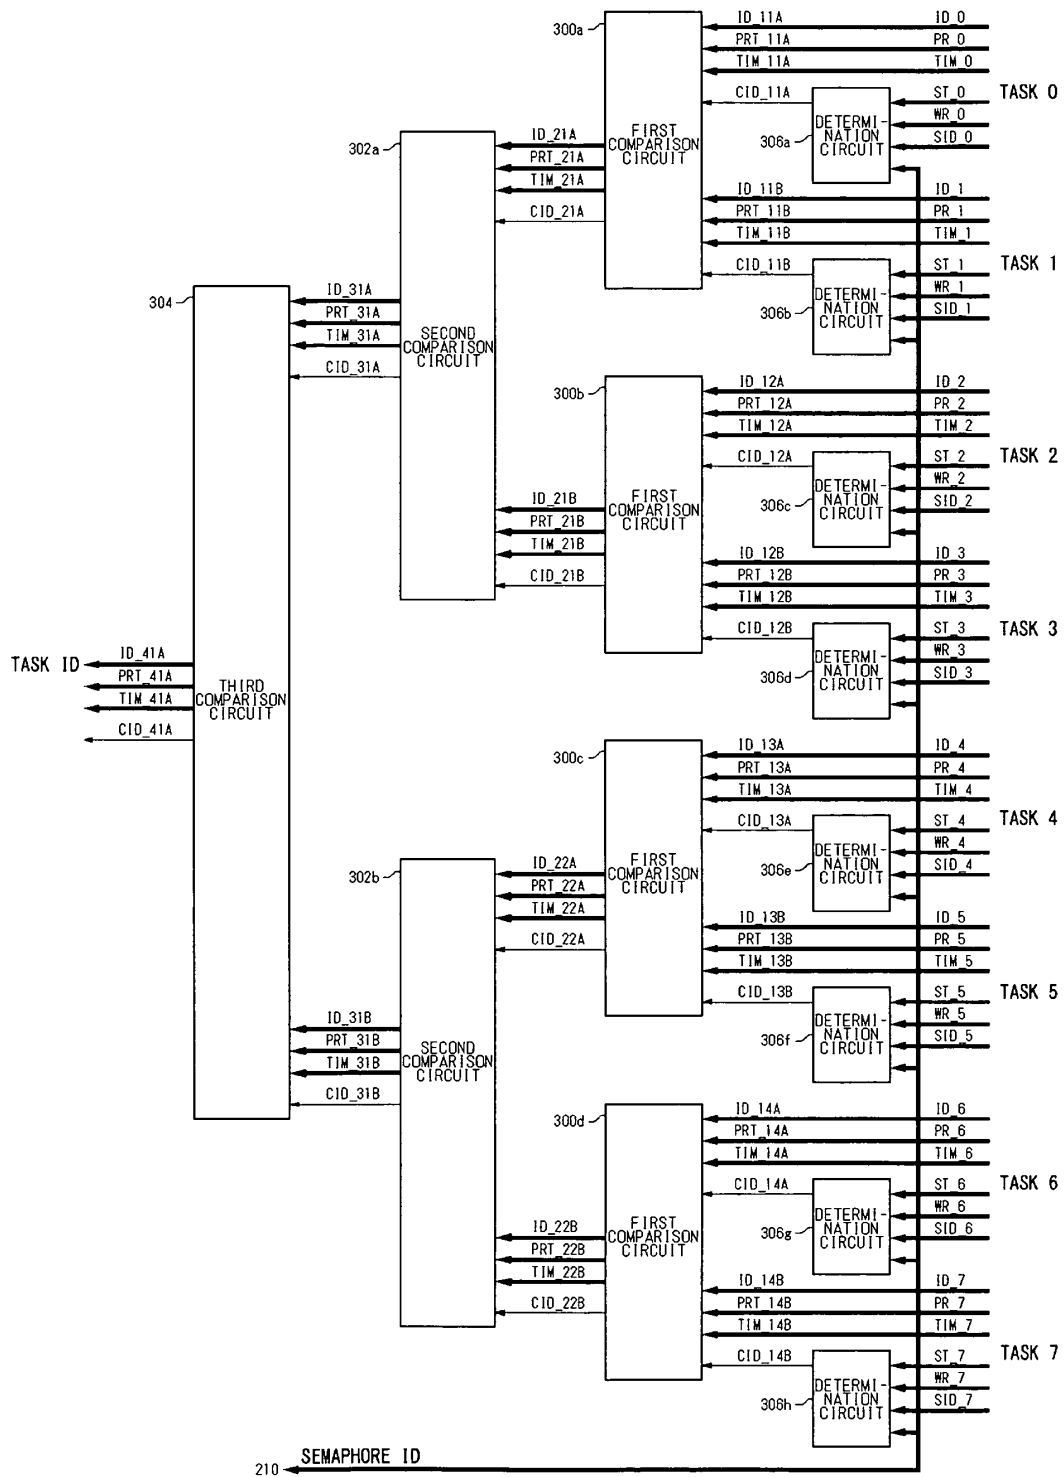 300a
ID_11A ID_0
PRT_11A PR_0
TIM_11A TIM_0
TASK 0
CID_11A ST_0
WR_0
SID_0
306a
DETERMI-
NATION
CIRCUIT
FIRST
COMPARISON
CIRCUIT
302a
ID_21A
PRT_21A
TIM_21A
CID_21A
ID_11B ID_1
PRT_11B PR_1
TIM_11B TIM_1
TASK 1
CID_11B ST_1
WR_1
SID_1
306b
DETERMI-
NATION
CIRCUIT
304
ID_31A
PRT_31A
TIM_31A
CID_31A
SECOND
COMPARISON
CIRCUIT
300b
ID_12A ID_2
PRT_12A PR_2
TIM_12A TIM_2
TASK 2
CID_12A ST_2
WR_2
SID_2
306c
DETERMI-
NATION
CIRCUIT
FIRST
COMPARISON
CIRCUIT
ID_21B
PRT_21B
TIM_21B
CID_21B
ID_12B ID_3
PRT_12B PR_3
TIM_12B TIM_3
TASK 3
CID_12B ST_3
WR_3
SID_3
306d
DETERMI-
NATION
CIRCUIT
TASK ID
ID_41A
PRT_41A
TIM_41A
CID_41A
THIRD
COMPARISON
CIRCUIT
300c
ID_13A ID_4
PRT_13A PR_4
TIM_13A TIM_4
TASK 4
CID_13A ST_4
WR_4
SID_4
306e
DETERMI-
NATION
CIRCUIT
FIRST
COMPARISON
CIRCUIT
302b
ID_22A
PRT_22A
TIM_22A
CID_22A
ID_13B ID_5
PRT_13B PR_5
TIM_13B TIM_5
TASK 5
CID_13B ST_5
WR_5
SID_5
306f
DETERMI-
NATION
CIRCUIT
ID_31B
PRT_31B
TIM_31B
CID_31B
SECOND
COMPARISON
CIRCUIT
300d
ID_14A ID_6
PRT_14A PR_6
TIM_14A TIM_6
TASK 6
CID_14A ST_6
WR_6
SID_6
306g
DETERMI-
NATION
CIRCUIT
FIRST
COMPARISON
CIRCUIT
ID_22B
PRT_22B
TIM_22B
CID_22B
ID_14B ID_7
PRT_14B PR_7
TIM_14B TIM_7
TASK 7
CID_14B ST_7
WR_7
SID_7
306h
DETERMI-
NATION
CIRCUIT
210
SEMAPHORE ID